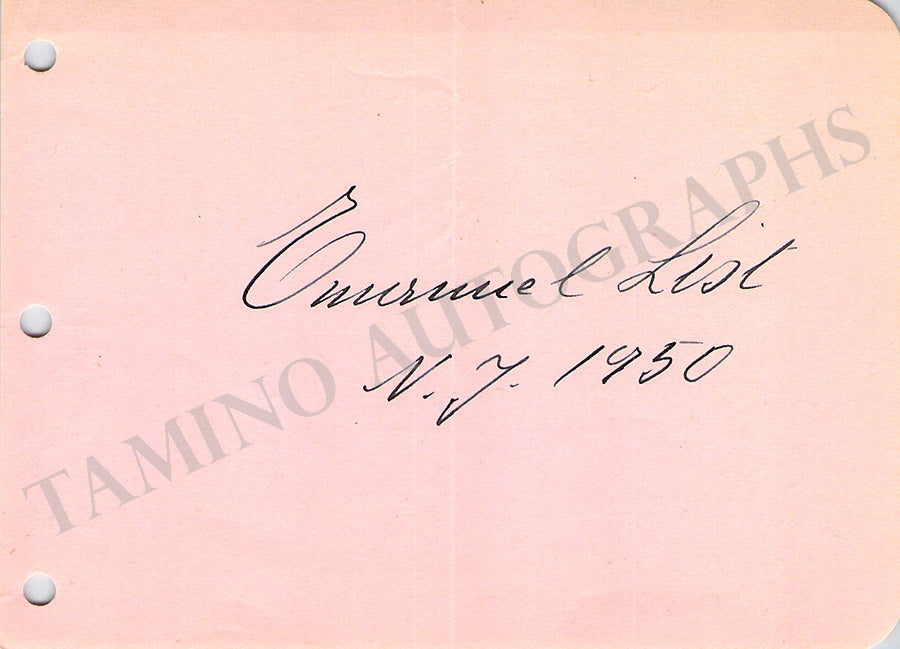 Emanuel List
N. Y. 1950
TAMINO AUTOGRAPHS